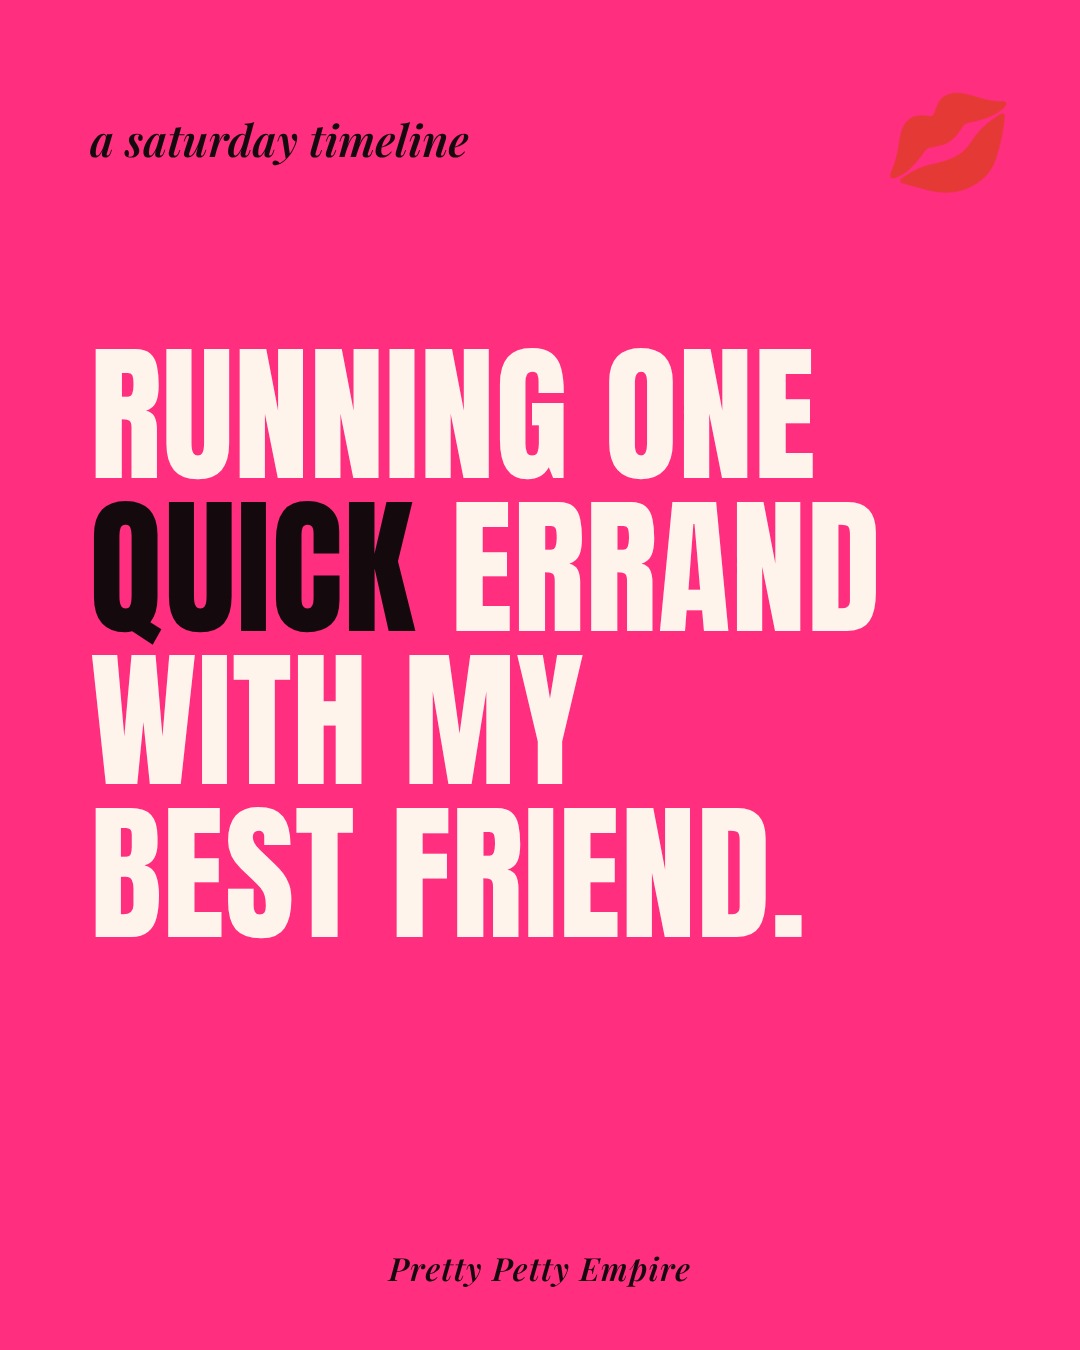 a saturday timeline
RUNNING ONE
QUICK ERRAND
WITH MY
BEST FRIEND.
Pretty Petty Empire